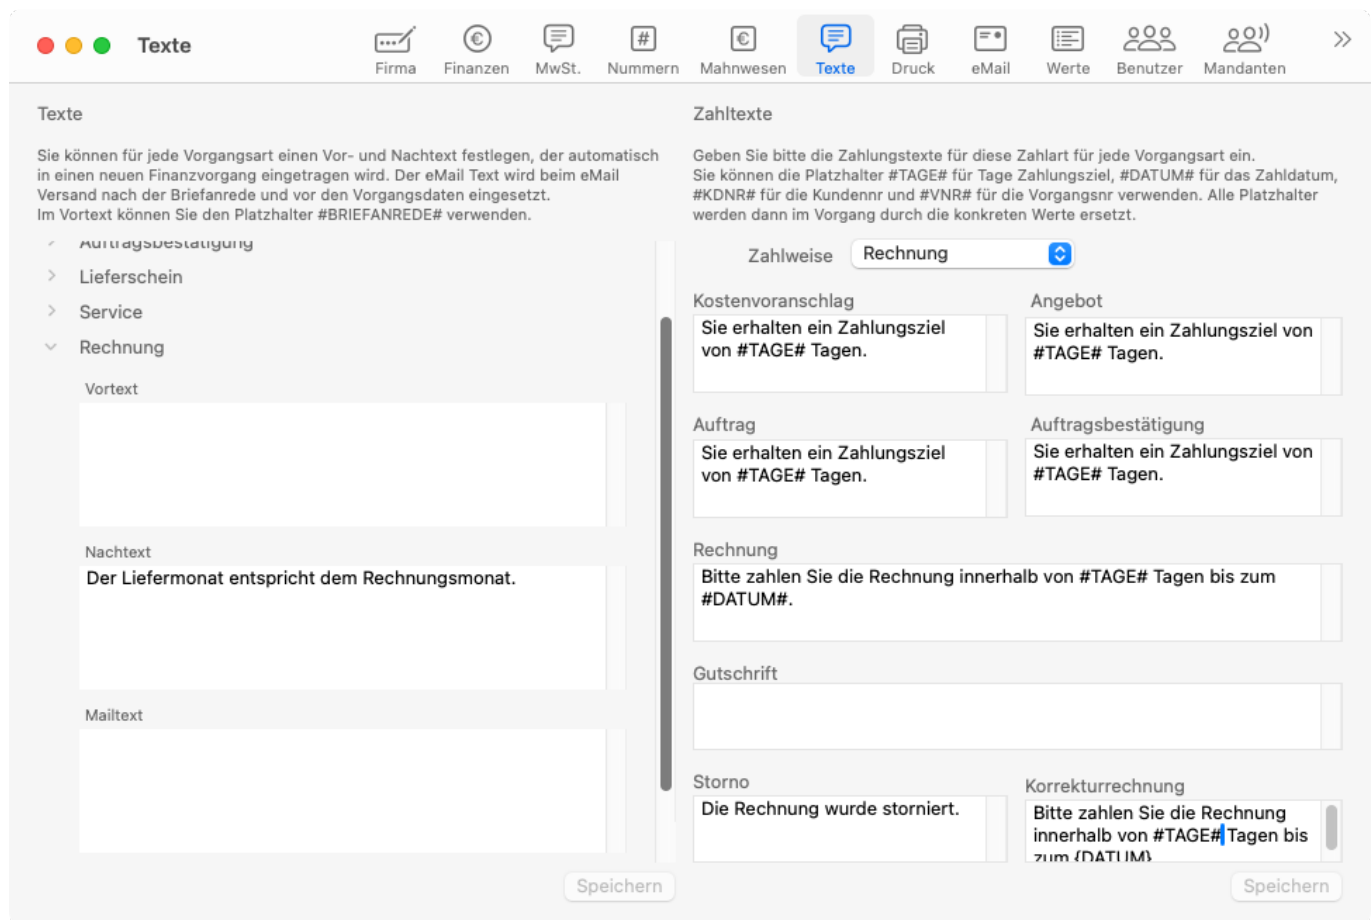 Texte
Firma
Finanzen
MwSt.
Nummern
Mahnwesen
Texte
Druck
eMail
Werte
Benutzer
Mandanten
Texte
Sie können für jede Vorgangsart einen Vor- und Nachtext festlegen, der automatisch
in einen neuen Finanzvorgang eingetragen wird. Der eMail Text wird beim eMail
Versand nach der Briefanrede und vor den Vorgangsdaten eingesetzt.
Im Vortext können Sie den Platzhalter #BRIEFANREDE# verwenden.
Auftragsbestätigung
Lieferschein
Service
Rechnung
Vortext
Nachtext
Der Liefermonat entspricht dem Rechnungsmonat.
Mailtext
Speichern
Zahltexte
Geben Sie bitte die Zahlungstexte für diese Zahlart für jede Vorgangsart ein.
Sie können die Platzhalter #TAGE# für Tage Zahlungsziel, #DATUM# für das Zahldatum,
#KDNR# für die Kundennr und #VNR# für die Vorgangsnr verwenden. Alle Platzhalter
werden dann im Vorgang durch die konkreten Werte ersetzt.
Zahlweise
Rechnung
Kostenvoranschlag
Sie erhalten ein Zahlungsziel
von #TAGE# Tagen.
Angebot
Sie erhalten ein Zahlungsziel von
#TAGE# Tagen.
Auftrag
Sie erhalten ein Zahlungsziel
von #TAGE# Tagen.
Auftragsbestätigung
Sie erhalten ein Zahlungsziel von
#TAGE# Tagen.
Rechnung
Bitte zahlen Sie die Rechnung innerhalb von #TAGE# Tagen bis zum
#DATUM#.
Gutschrift
Storno
Die Rechnung wurde storniert.
Korrekturrechnung
Bitte zahlen Sie die Rechnung
innerhalb von #TAGE# Tagen bis
zum {DATUM}
Speichern